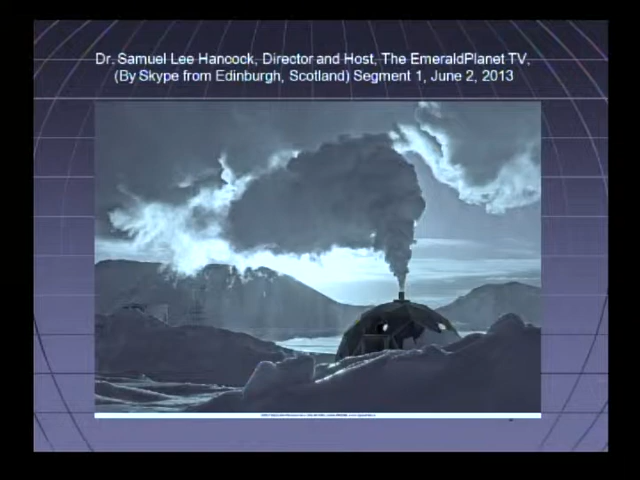 Dr. Samuel Lee Hancock, Director and Host, The EmeraldPlanet TV,
(By Skype from Edinburgh, Scotland) Segment 1, June 2, 2013